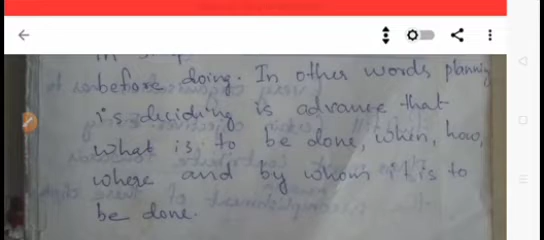 before doing. In other words planning
is deciding is advance that
what is to be done, when, how,
where and by whom it is to
be done.